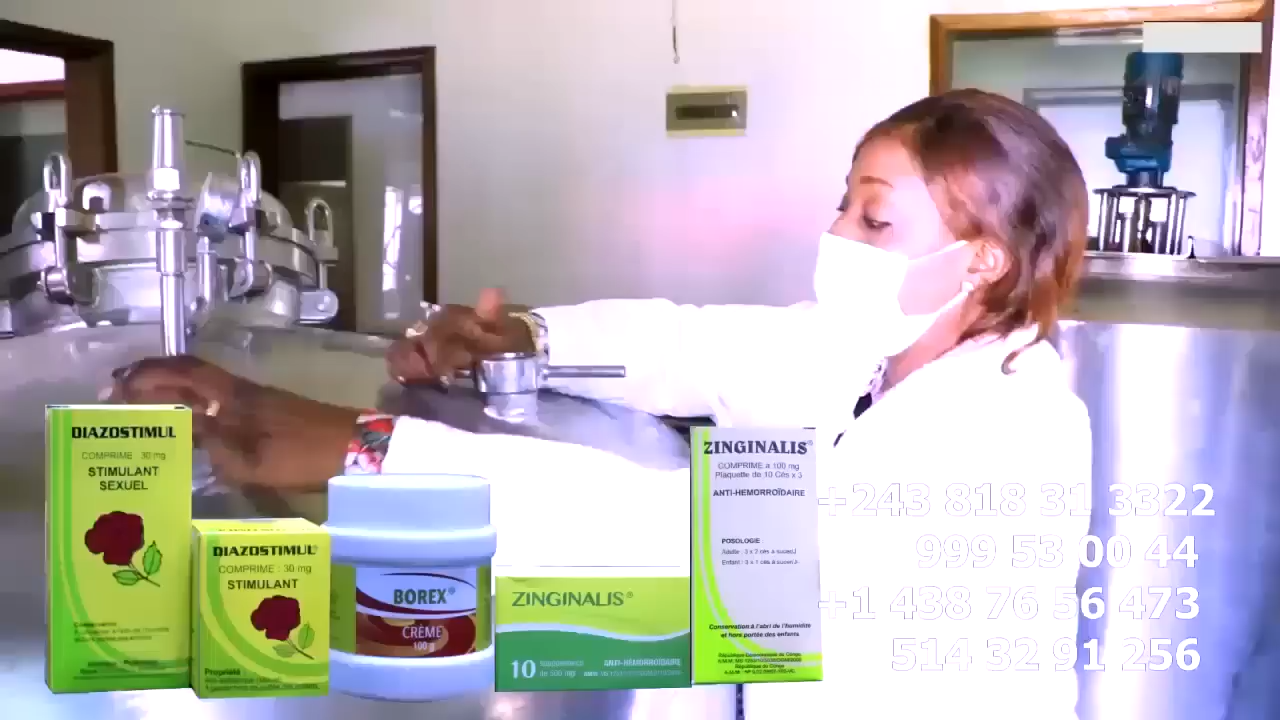 DIAZOSTIMUL
COMPRIME : 30 mg
STIMULANT
SEXUEL
DIAZOSTIMUL®
COMPRIME : 30 mg
STIMULANT
Propriété
BOREX®
CRÈME
100 g
ZINGINALIS®
10
ANTI-HEMORROÏDAIRE
ZINGINALIS®
COMPRIME a 100 mg
Plaquette de 10 Cés x 3
ANTI-HEMORROÏDAIRE
POSOLOGIE
Conservation à l'abri de l'humidité
et hors portée des enfants
+243 818 31 3322
999 53 00 44
+1 438 76 56 473
514 32 91 256